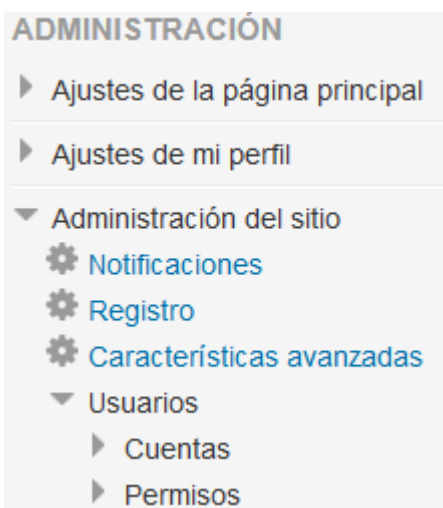 ADMINISTRACIÓN
Ajustes de la página principal
Ajustes de mi perfil
Administración del sitio
Notificaciones
Registro
Características avanzadas
Usuarios
Cuentas
Permisos